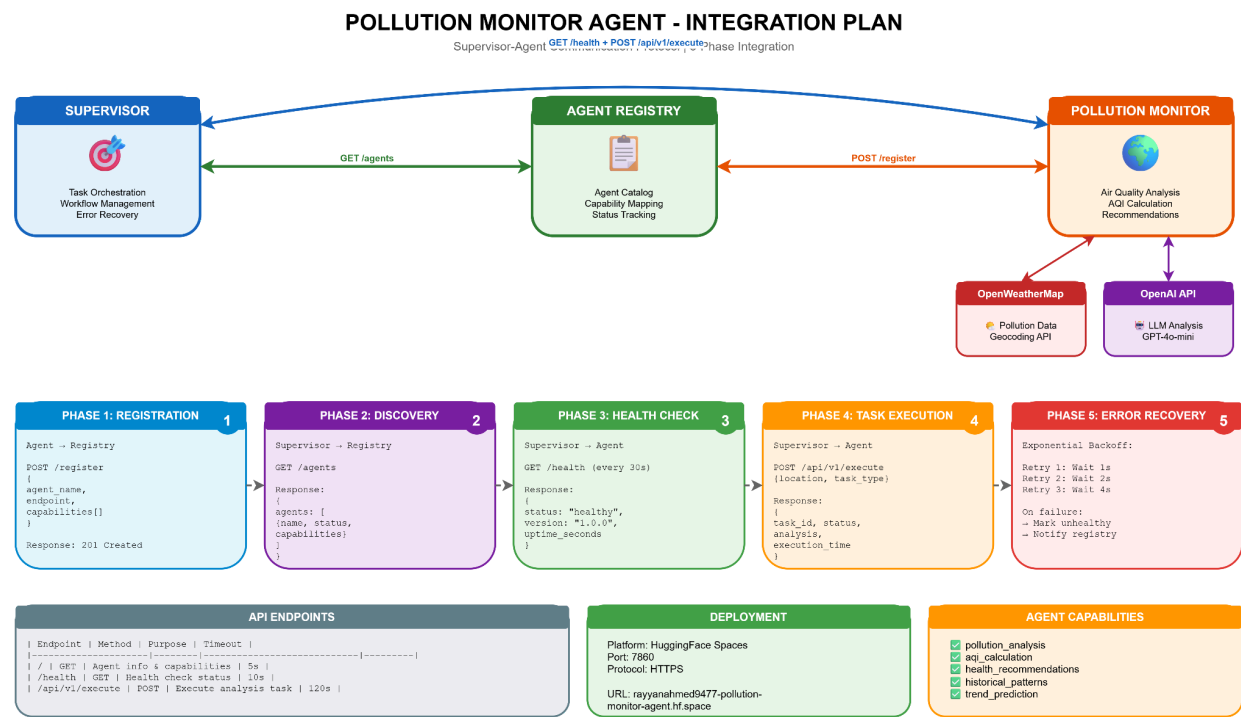 POLLUTION MONITOR AGENT - INTEGRATION PLAN
GET /health + POST /api/v1/execute
Supervisor-Agent Phase Integration
SUPERVISOR
Task Orchestration
Workflow Management
Error Recovery
GET /agents
AGENT REGISTRY
Agent Catalog
Capability Mapping
Status Tracking
POST /register
POLLUTION MONITOR
Air Quality Analysis
AQI Calculation
Recommendations
OpenWeatherMap
Pollution Data
Geocoding API
OpenAI API
LLM Analysis
GPT-4o-mini
PHASE 1: REGISTRATION
1
Agent → Registry
POST /register
{
agent_name,
endpoint,
capabilities[]
}
Response: 201 Created
PHASE 2: DISCOVERY
2
Supervisor → Registry
GET /agents
Response:
{
agents: [
{name, status,
capabilities}
]
}
PHASE 3: HEALTH CHECK
3
Supervisor → Agent
GET /health (every 30s)
Response:
{
status: "healthy",
version: "1.0.0",
uptime_seconds
}
PHASE 4: TASK EXECUTION
4
Supervisor → Agent
POST /api/v1/execute
{location, task_type}
Response:
{
task_id, status,
analysis,
execution_time
}
PHASE 5: ERROR RECOVERY
5
Exponential Backoff:
Retry 1: Wait 1s
Retry 2: Wait 2s
Retry 3: Wait 4s
On failure:
→ Mark unhealthy
→ Notify registry
API ENDPOINTS
| Endpoint | Method | Purpose | Timeout |
|---------------------|--------|----------------------------|---------|
| / | GET | Agent info & capabilities | 5s |
| /health | GET | Health check status | 10s |
| /api/v1/execute | POST | Execute analysis task | 120s |
DEPLOYMENT
Platform: HuggingFace Spaces
Port: 7860
Protocol: HTTPS
URL: rayyanahmed9477-pollution-
monitor-agent.hf.space
AGENT CAPABILITIES
✅ pollution_analysis
✅ aqi_calculation
✅ health_recommendations
✅ historical_patterns
✅ trend_prediction